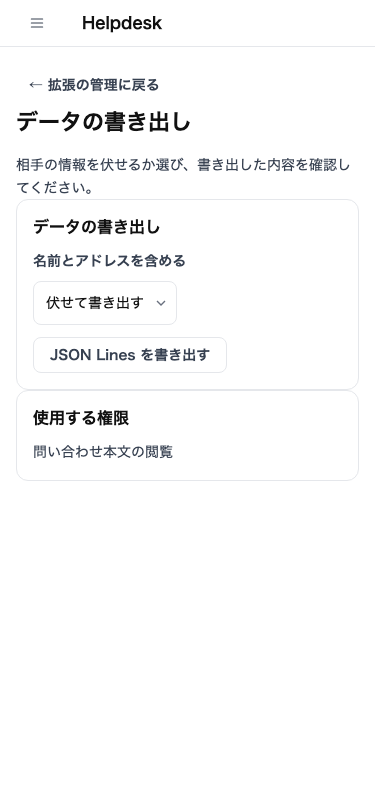 Helpdesk
← 拡張の管理に戻る
データの書き出し
相手の情報を伏せるか選び、書き出した内容を確認し
てください。
データの書き出し
名前とアドレスを含める
伏せて書き出す
JSON Lines を書き出す
使用する権限
問い合わせ本文の閲覧